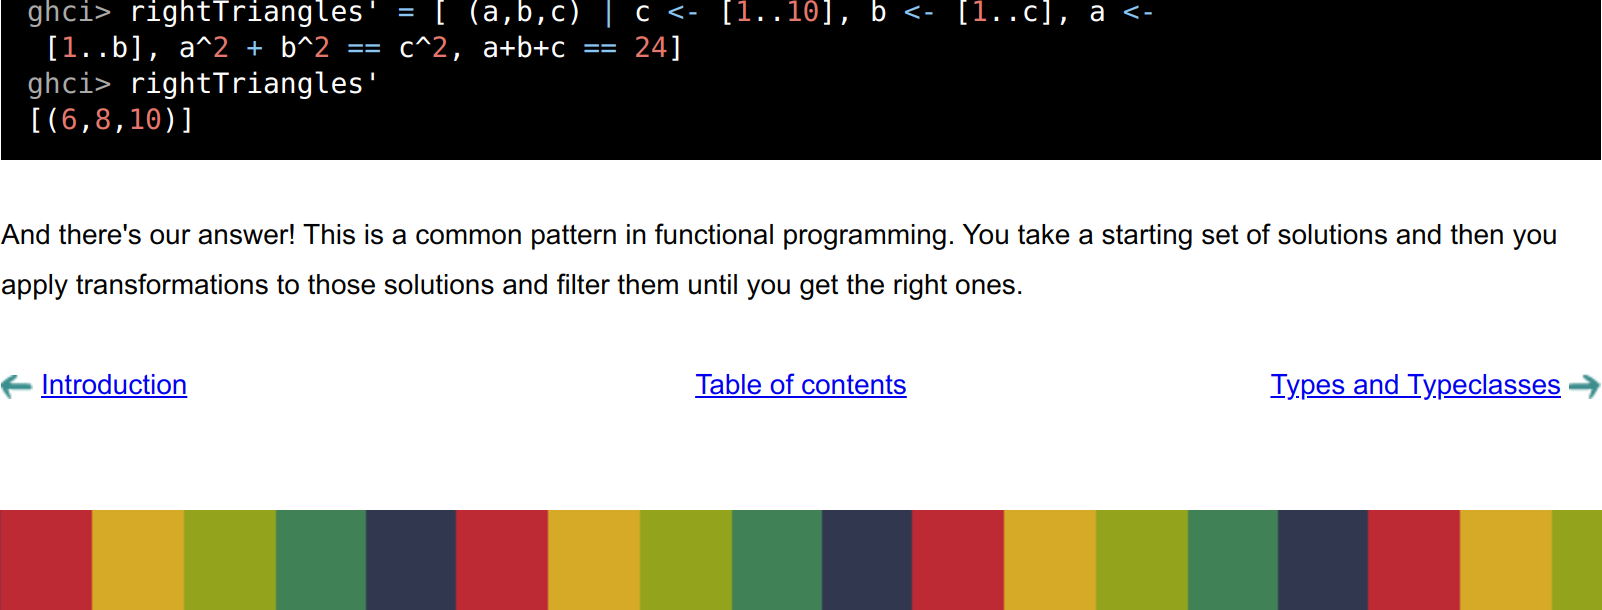 ghci> rightTriangles' = [ (a,b,c) | c <- [1..10], b <- [1..c], a <-
[1..b], a^2 + b^2 == c^2, a+b+c == 24]
ghci> rightTriangles'
[(6,8,10)]
And there's our answer! This is a common pattern in functional programming. You take a starting set of solutions and then you
apply transformations to those solutions and filter them until you get the right ones.
Introduction Table of contents Types and Typeclasses